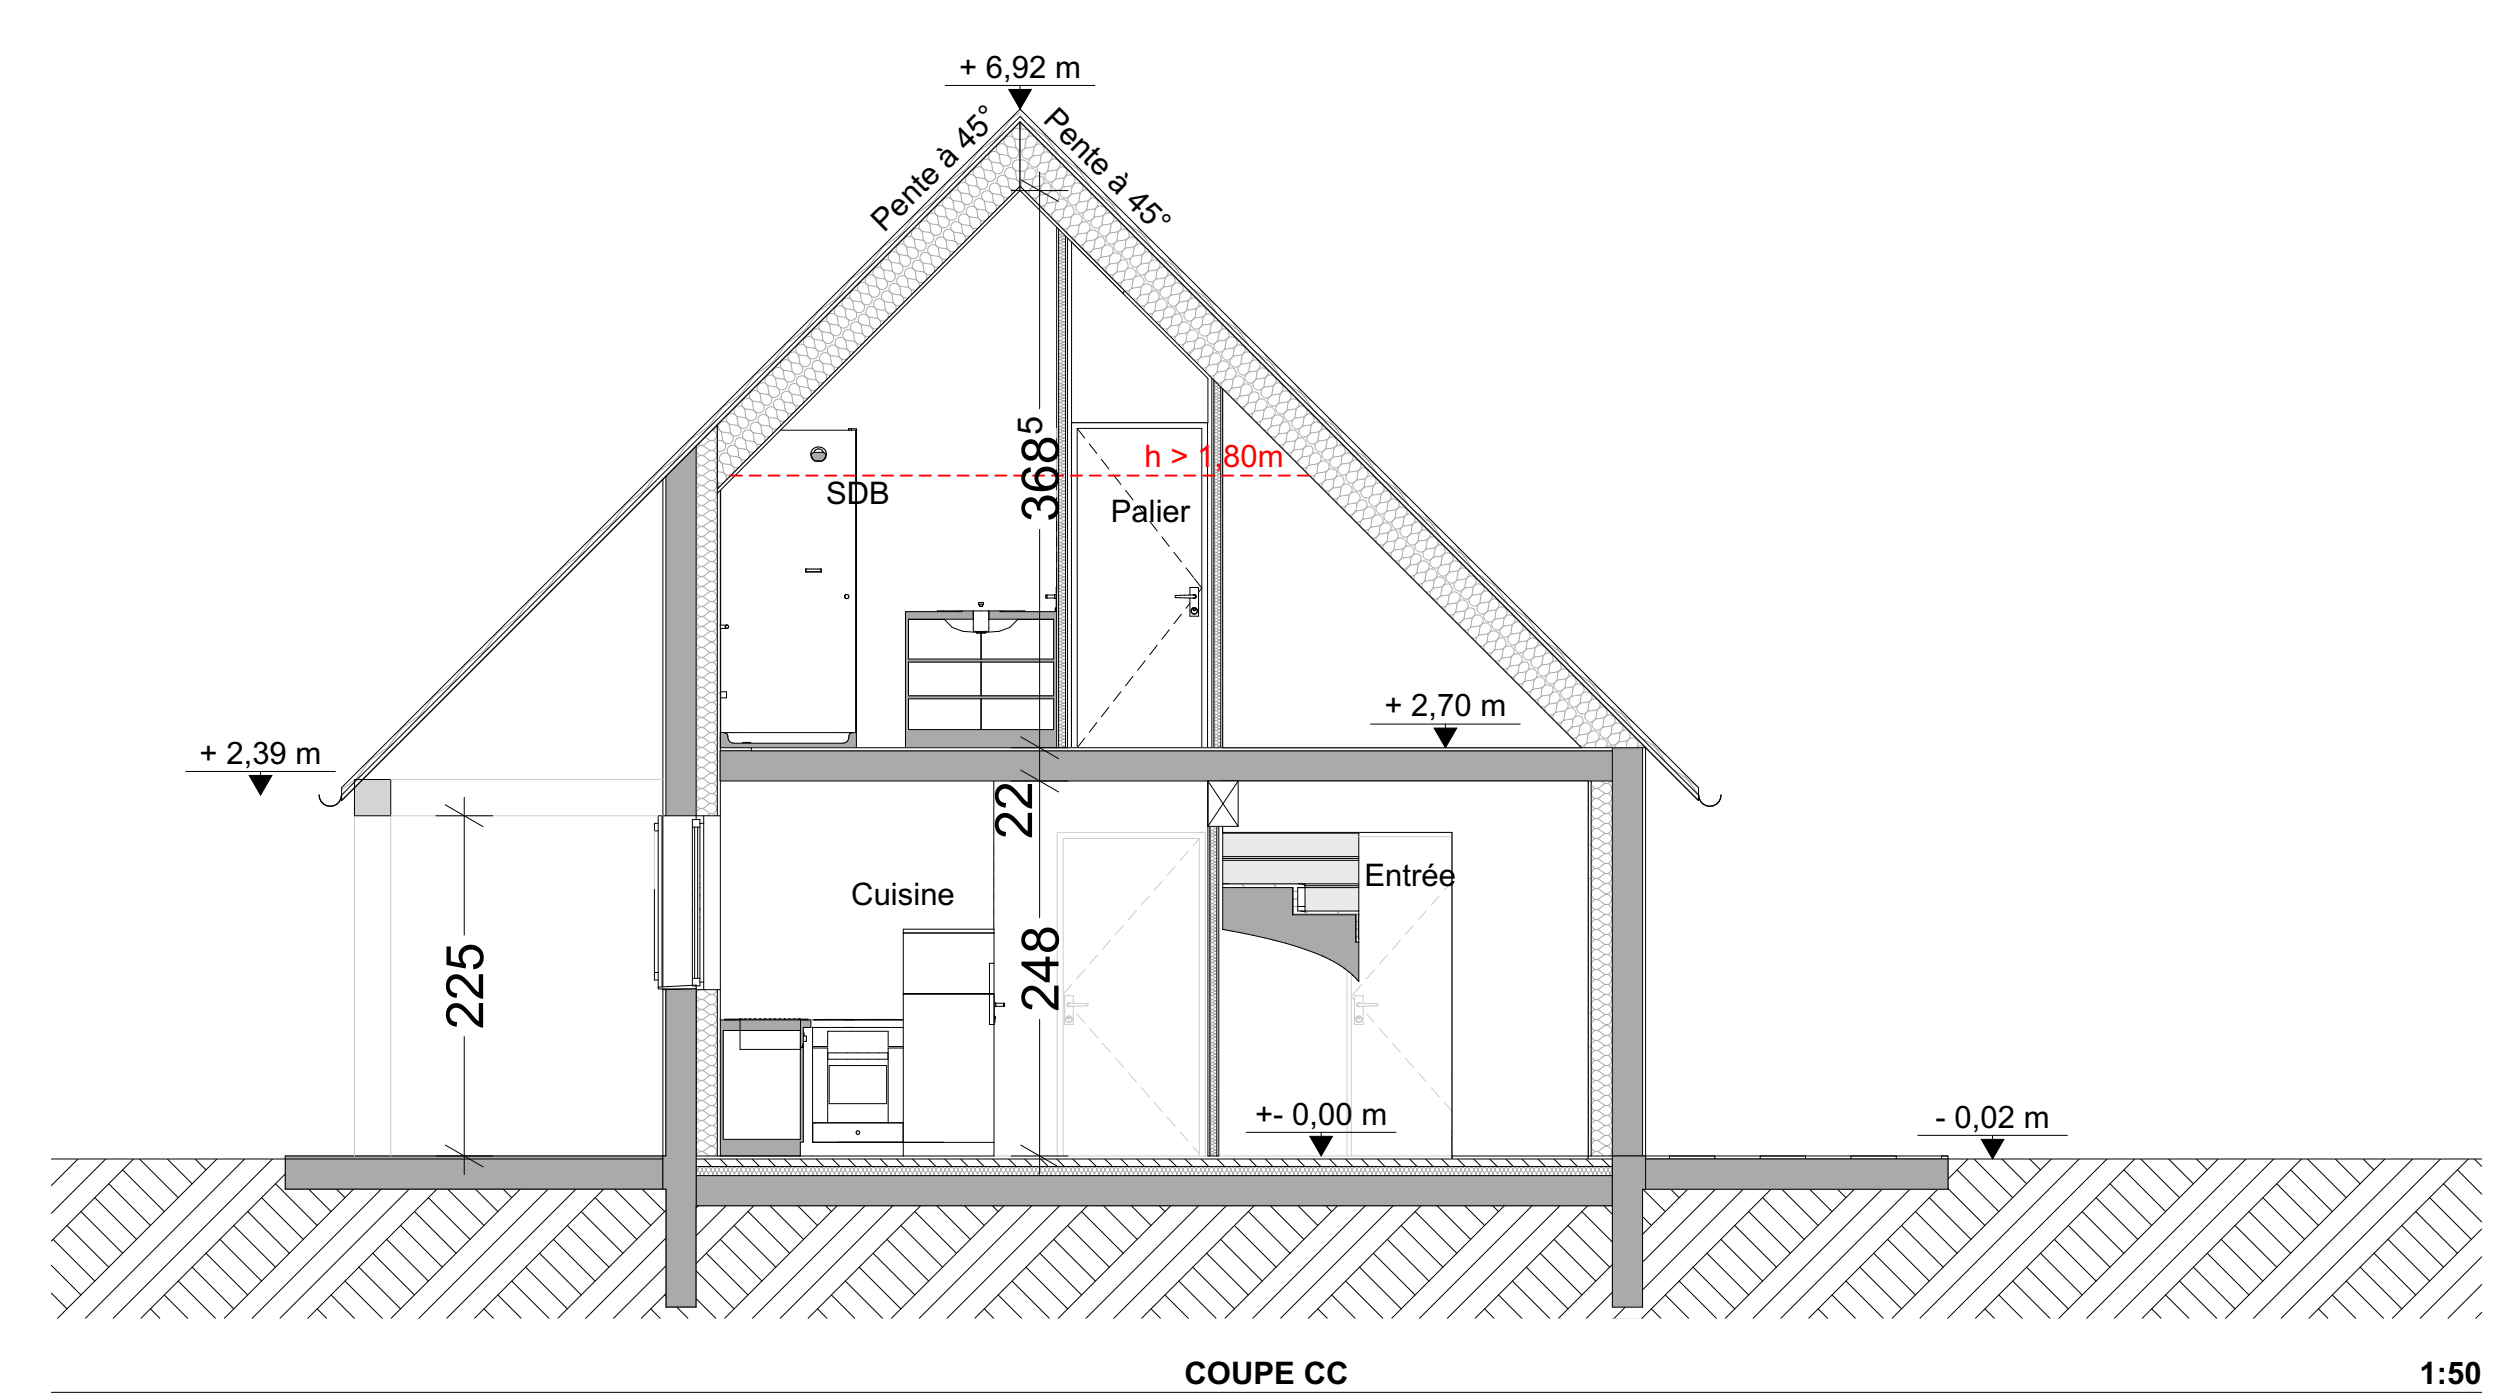 + 6,92 m
Pente à 45°
Pente à 45°
3685
h > 1,80m
SDB
Palier
+ 2,70 m
+ 2,39 m
22
Cuisine
Entrée
225
248
+- 0,00 m
- 0,02 m
COUPE CC
1:50